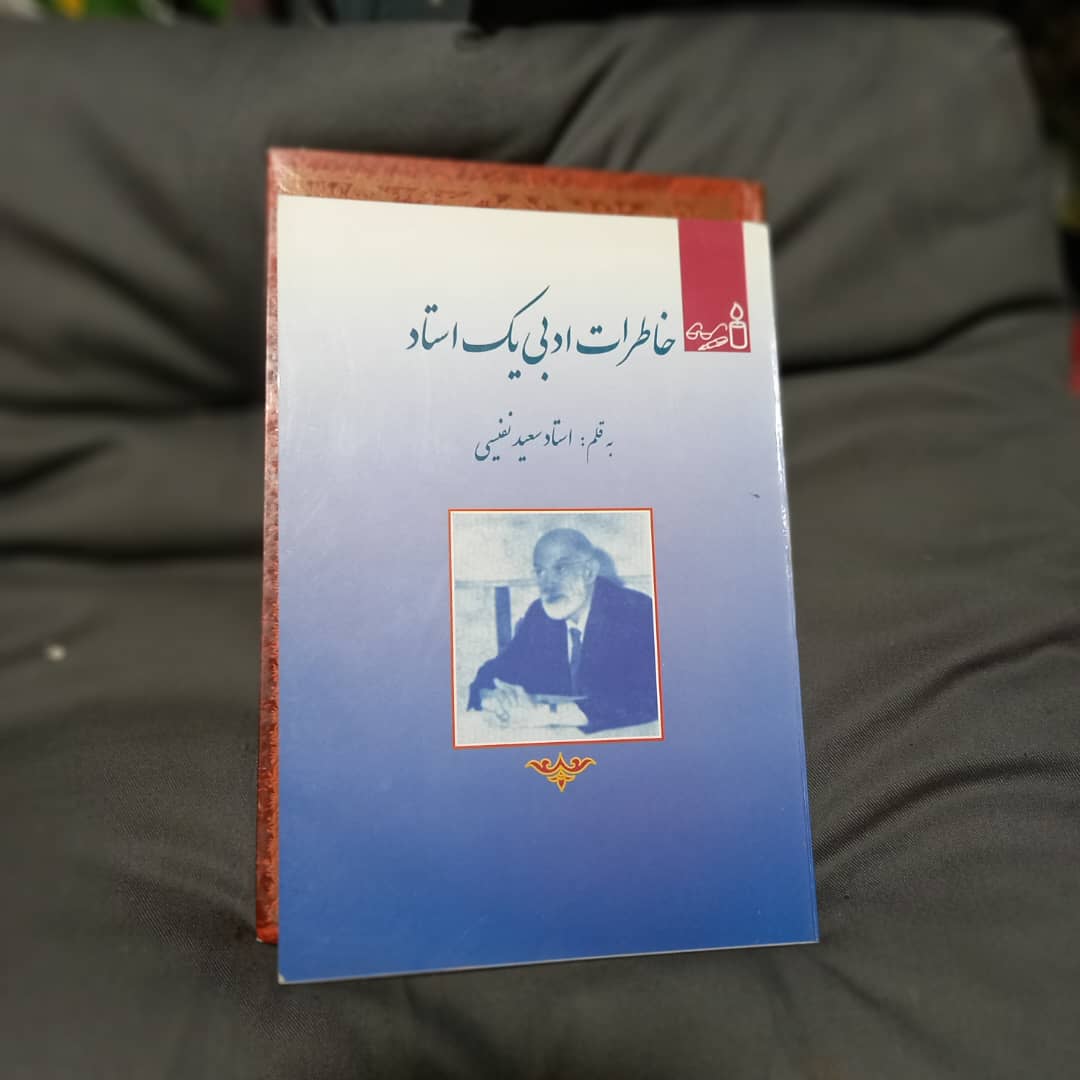 خاطرات ادبی یک استاد
به قلم: استاد سعید نفیسی